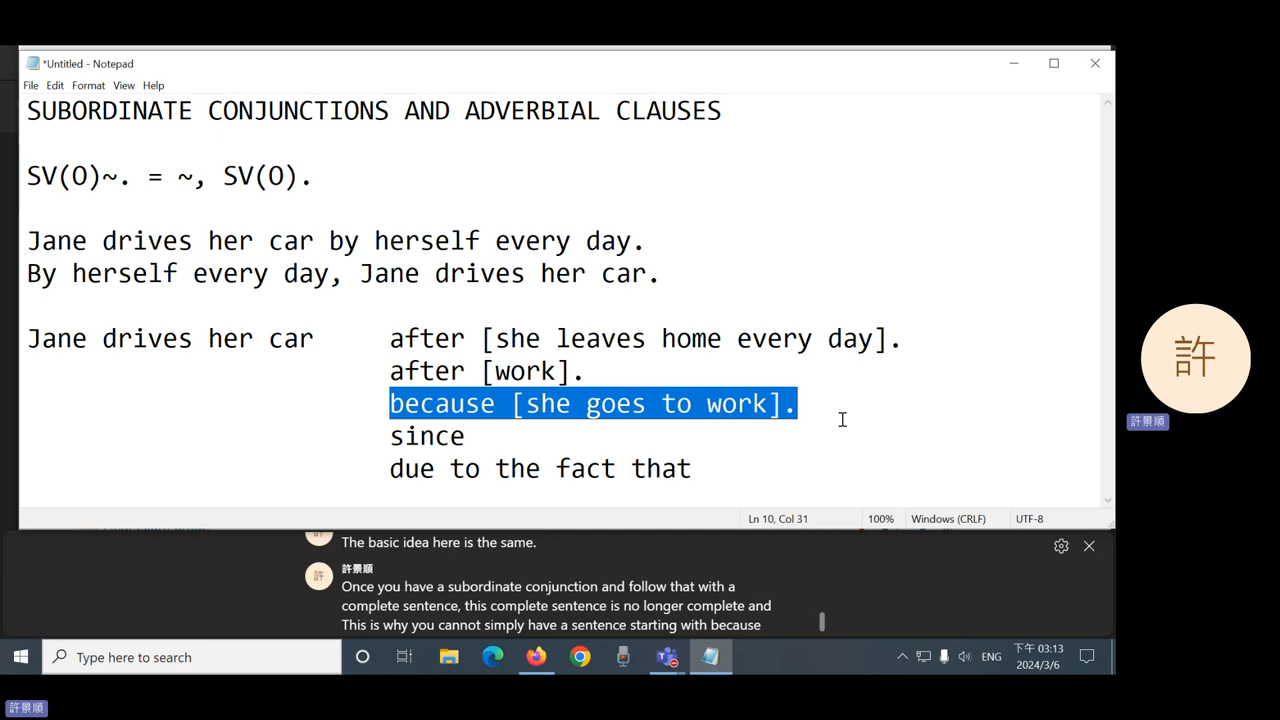 *Untitled - Notepad
File Edit Format View Help
SUBORDINATE CONJUNCTIONS AND ADVERBIAL CLAUSES
SV(O)~. = ~, SV(O).
Jane drives her car by herself every day.
By herself every day, Jane drives her car.
Jane drives her car after [she leaves home every day].
after [work].
because [she goes to work].
since
due to the fact that
Ln 10, Col 31 100% Windows (CRLF) UTF-8
The basic idea here is the same.
許 許景順
Once you have a subordinate conjunction and follow that with a
complete sentence, this complete sentence is no longer complete and
This is why you cannot simply have a sentence starting with because
Type here to search
ENG
下午 03:13
2024/3/6
許
許景順
許景順